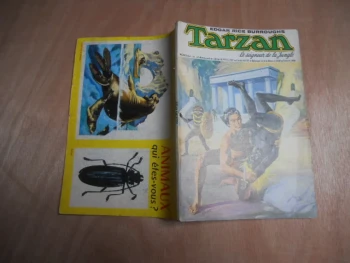 EDGAR RICE BURROUGHS
Tarzan
le seigneur de la Jungle
ANIMAUX
qui êtes-vous?